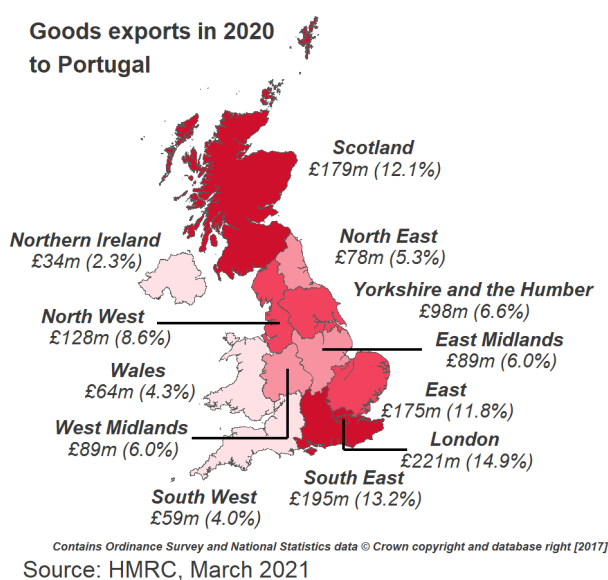 Goods exports in 2020
to Portugal
Scotland
£179m (12.1%)
Northern Ireland
£34m (2.3%)
North East
£78m (5.3%)
Yorkshire and the Humber
£98m (6.6%)
North West
£128m (8.6%)
East Midlands
£89m (6.0%)
Wales
£64m (4.3%)
East
£175m (11.8%)
West Midlands
£89m (6.0%)
London
£221m (14.9%)
South East
£195m (13.2%)
South West
£59m (4.0%)
Contains Ordinance Survey and National Statistics data © Crown copyright and database right [2017]
Source: HMRC, March 2021